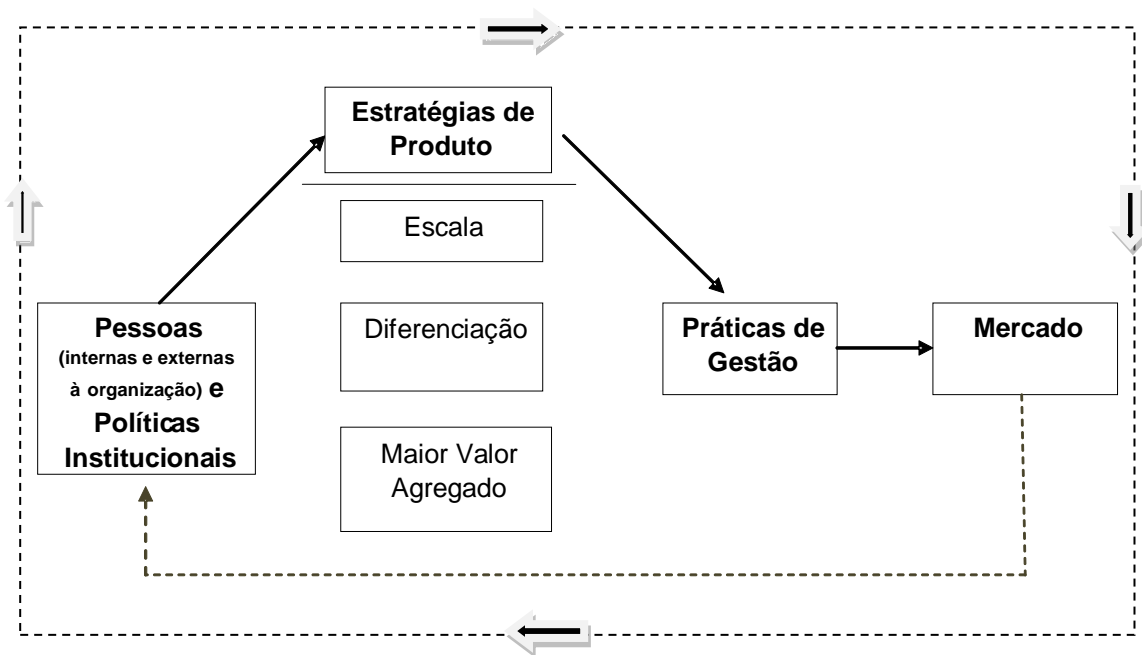 Estratégias de
Produto
Escala
Diferenciação
Maior Valor
Agregado
Pessoas
(internas e externas
à organização) e
Políticas
Institucionais
Práticas de
Gestão
Mercado